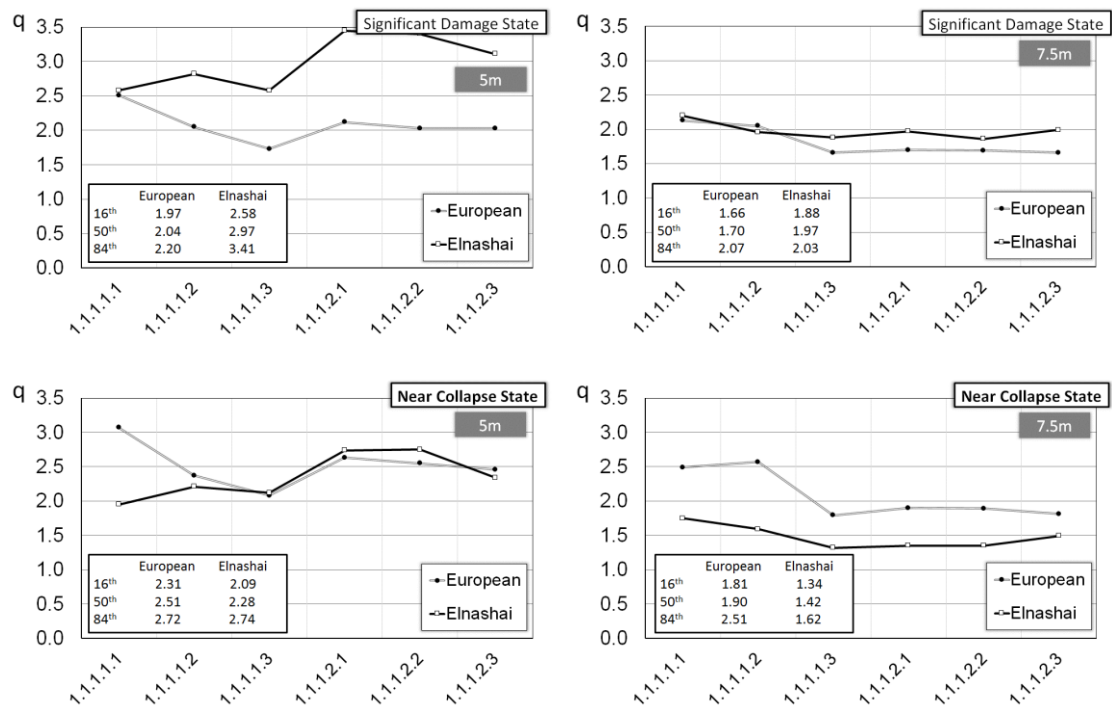 q
Significant Damage State
5m
3.5
3.0
2.5
2.0
1.5
1.0
0.5
0.0
European Elnashai
16th 1.97 2.58
50th 2.04 2.97
84th 2.20 3.41
European
Elnashai
1.1.1.1.1
1.1.1.1.2
1.1.1.1.3
1.1.1.2.1
1.1.1.2.2
1.1.1.2.3
q
Significant Damage State
7.5m
3.5
3.0
2.5
2.0
1.5
1.0
0.5
0.0
European Elnashai
16th 1.66 1.88
50th 1.70 1.97
84th 2.07 2.03
European
Elnashai
1.1.1.1.1
1.1.1.1.2
1.1.1.1.3
1.1.1.2.1
1.1.1.2.2
1.1.1.2.3
q
Near Collapse State
5m
3.5
3.0
2.5
2.0
1.5
1.0
0.5
0.0
European Elnashai
16th 2.31 2.09
50th 2.51 2.28
84th 2.72 2.74
European
Elnashai
1.1.1.1.1
1.1.1.1.2
1.1.1.1.3
1.1.1.2.1
1.1.1.2.2
1.1.1.2.3
q
Near Collapse State
7.5m
3.5
3.0
2.5
2.0
1.5
1.0
0.5
0.0
European Elnashai
16th 1.81 1.34
50th 1.90 1.42
84th 2.51 1.62
European
Elnashai
1.1.1.1.1
1.1.1.1.2
1.1.1.1.3
1.1.1.2.1
1.1.1.2.2
1.1.1.2.3